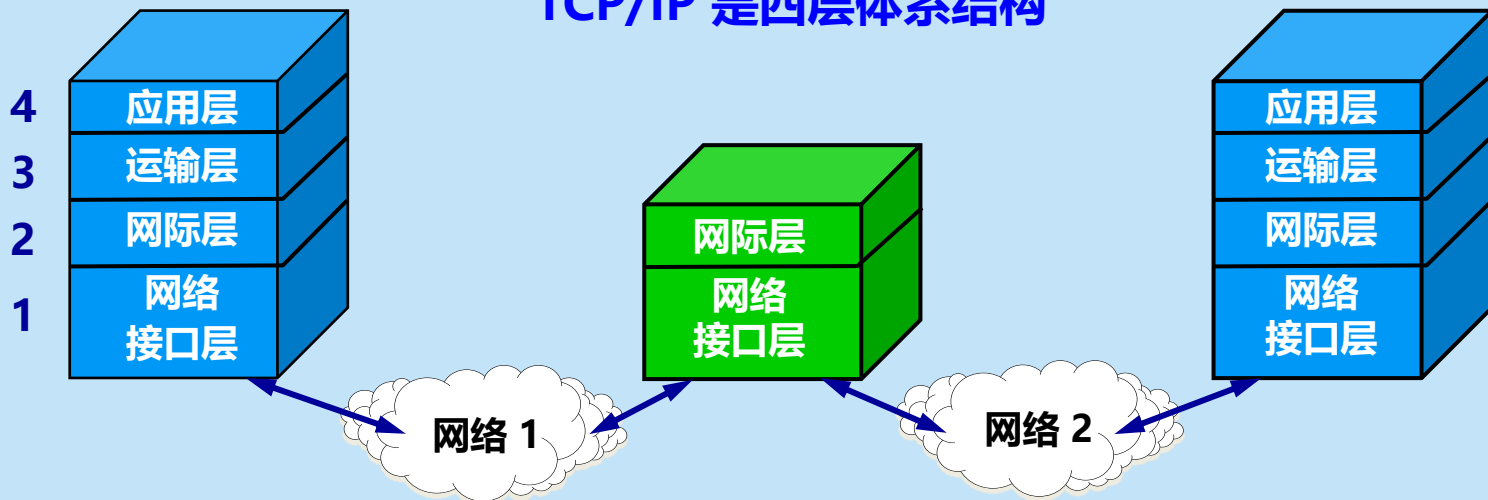 TCP/IP 是四层体系结构
4
应用层
3
运输层
2
网际层
1
网络
接口层
网际层
网络
接口层
应用层
运输层
网际层
网络
接口层
网络 1
网络 2